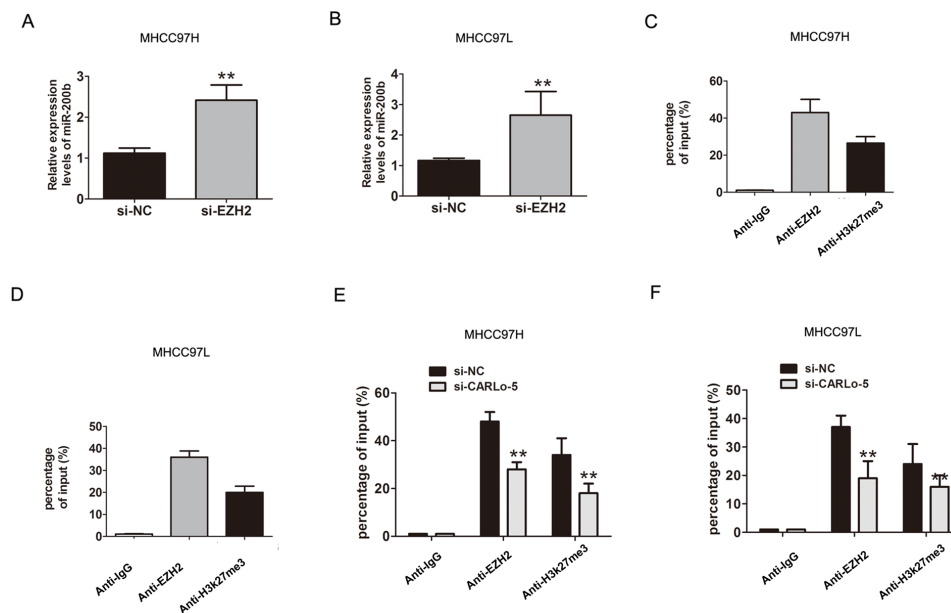 A
MHCC97H
Relative expression
levels of miR-200b
3
2
1
0
**
si-NC
si-EZH2
B
MHCC97L
Relative expression
levels of miR-200b
6
4
2
0
**
si-NC
si-EZH2
C
MHCC97H
percentage
of input (%)
60
40
20
0
Anti-IgG
Anti-EZH2
Anti-H3k27me3
D
MHCC97L
percentage
of input (%)
50
40
30
20
10
0
Anti-IgG
Anti-EZH2
Anti-H3k27me3
E
MHCC97H
si-NC
si-CARLo-5
percentage of input (%)
60
40
20
0
**
**
Anti-IgG
Anti-EZH2
Anti-H3k27me3
F
MHCC97L
si-NC
si-CARLo-5
percentage of input (%)
50
40
30
20
10
0
**
**
Anti-IgG
Anti-EZH2
Anti-H3k27me3